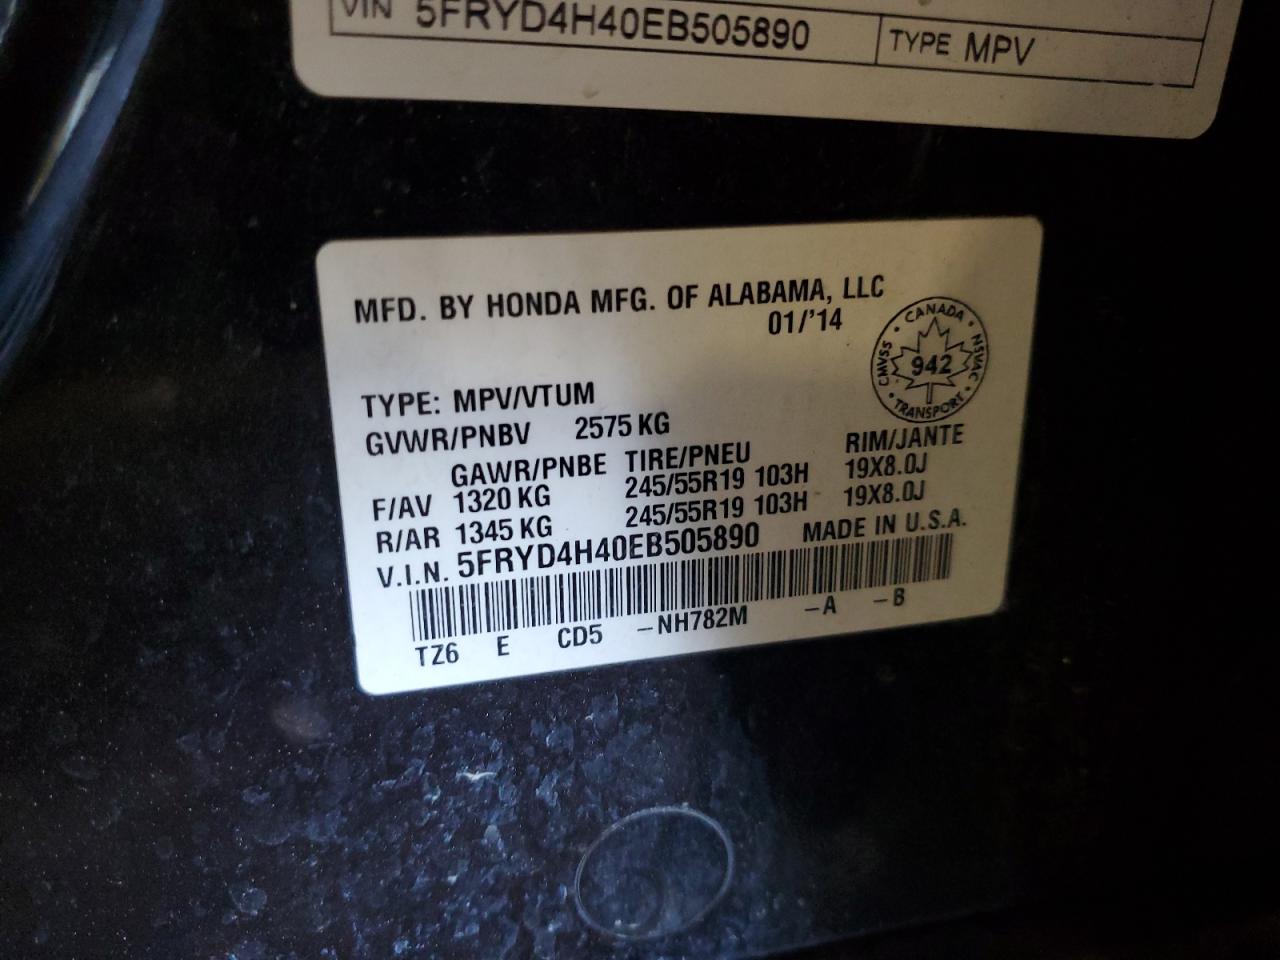 VIN 5FRYD4H40EB505890 TYPE MPV
MFD. BY HONDA MFG. OF ALABAMA, LLC
01/'14
CANADA
CMVSS 942 NSVAC
TRANSPORT
TYPE: MPV/VTUM
GVWR/PNBV 2575 KG
GAWR/PNBE TIRE/PNEU RIM/JANTE
F/AV 1320 KG 245/55R19 103H 19X8.0J
R/AR 1345 KG 245/55R19 103H 19X8.0J
V.I.N. 5FRYD4H40EB505890 MADE IN U.S.A.
TZ6 E CD5 -NH782M -A -B